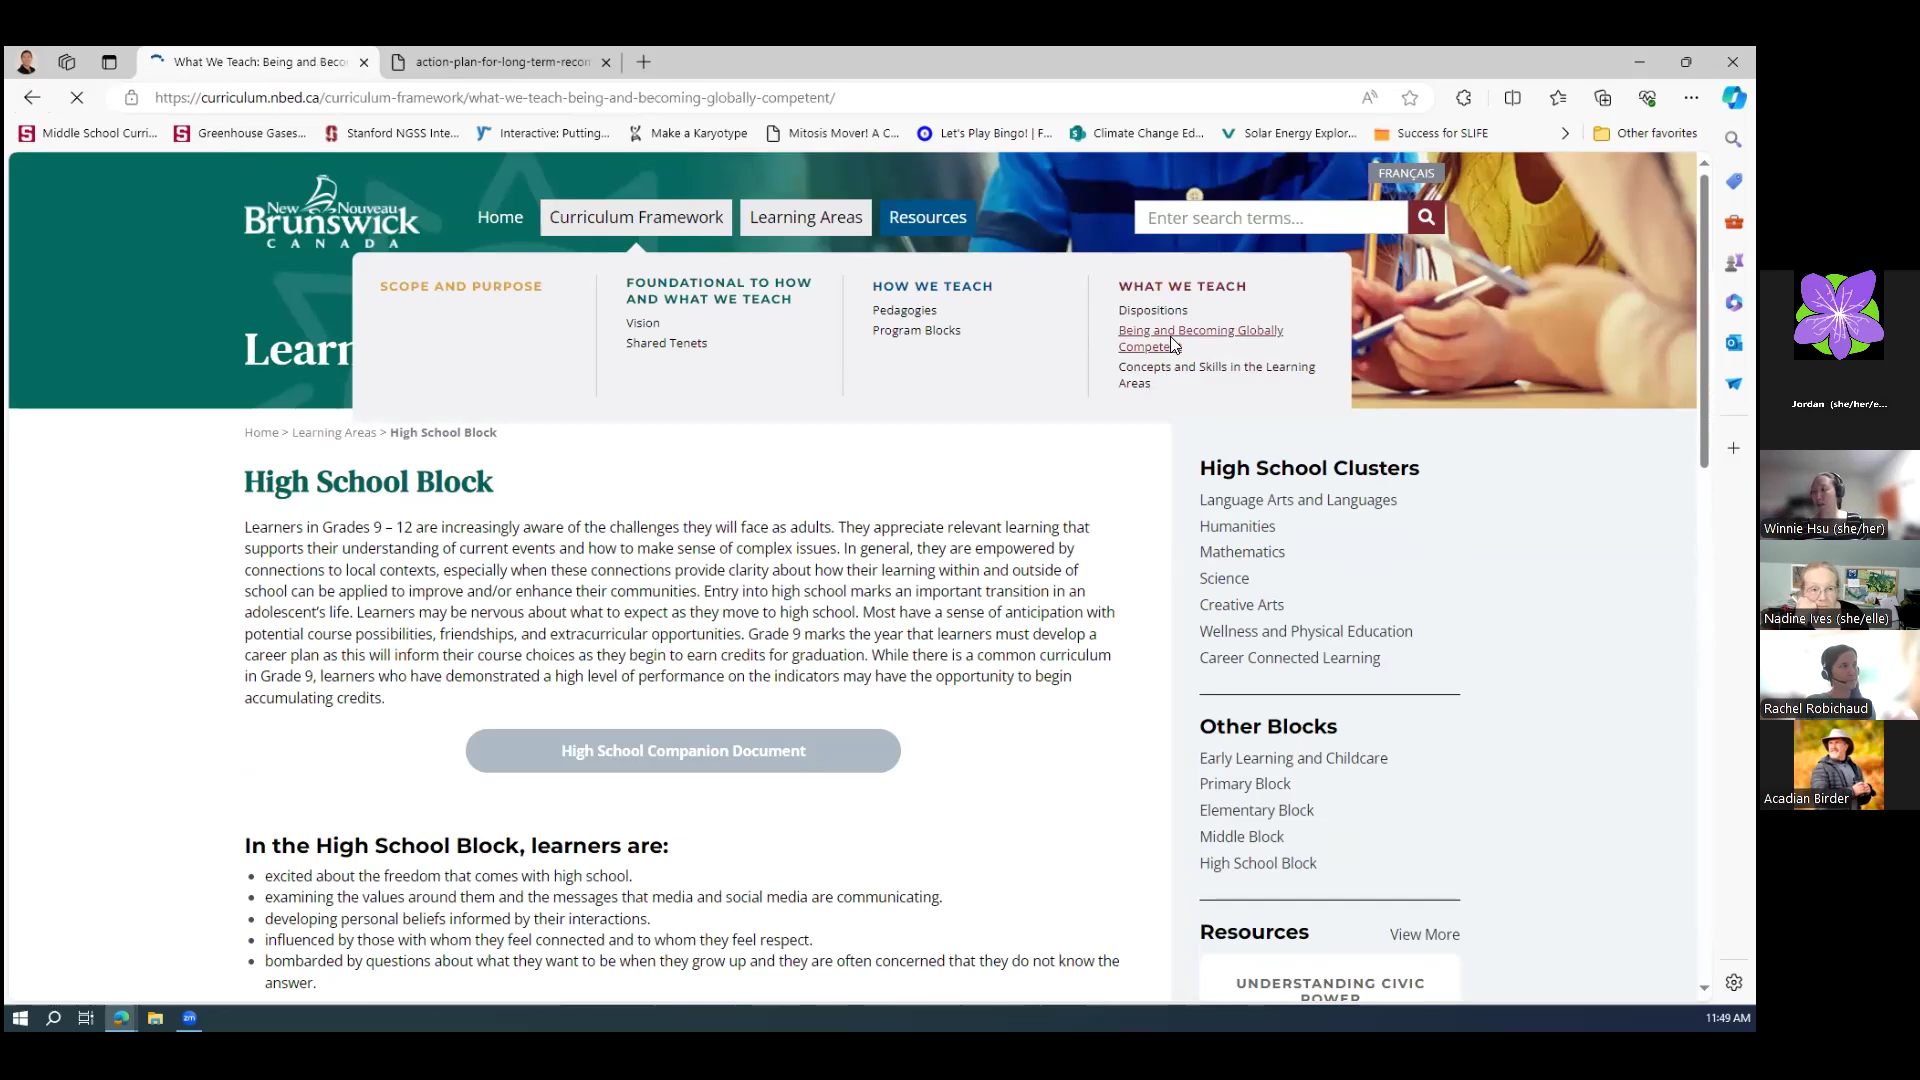 What We Teach: Being and Beco
action-plan-for-long-term-recon
https://curriculum.nbed.ca/curriculum-framework/what-we-teach-being-and-becoming-globally-competent/
Middle School Curri...
Greenhouse Gases...
Stanford NGSS Inte...
Interactive: Putting...
Make a Karyotype
Mitosis Mover! A C...
Let's Play Bingo! | F...
Climate Change Ed...
Solar Energy Explor...
Success for SLIFE
Other favorites
FRANÇAIS
New Nouveau
Brunswick
CANADA
Home
Curriculum Framework
Learning Areas
Resources
Enter search terms...
SCOPE AND PURPOSE
FOUNDATIONAL TO HOW
AND WHAT WE TEACH
Vision
Shared Tenets
HOW WE TEACH
Pedagogies
Program Blocks
WHAT WE TEACH
Dispositions
Being and Becoming Globally
Compete
Concepts and Skills in the Learning
Areas
Learn
Home > Learning Areas > High School Block
High School Block
Learners in Grades 9 – 12 are increasingly aware of the challenges they will face as adults. They appreciate relevant learning that
supports their understanding of current events and how to make sense of complex issues. In general, they are empowered by
connections to local contexts, especially when these connections provide clarity about how their learning within and outside of
school can be applied to improve and/or enhance their communities. Entry into high school marks an important transition in an
adolescent's life. Learners may be nervous about what to expect as they move to high school. Most have a sense of anticipation with
potential course possibilities, friendships, and extracurricular opportunities. Grade 9 marks the year that learners must develop a
career plan as this will inform their course choices as they begin to earn credits for graduation. While there is a common curriculum
in Grade 9, learners who have demonstrated a high level of performance on the indicators may have the opportunity to begin
accumulating credits.
High School Companion Document
In the High School Block, learners are:
• excited about the freedom that comes with high school.
• examining the values around them and the messages that media and social media are communicating.
• developing personal beliefs informed by their interactions.
• influenced by those with whom they feel connected and to whom they feel respect.
• bombarded by questions about what they want to be when they grow up and they are often concerned that they do not know the
answer.
High School Clusters
Language Arts and Languages
Humanities
Mathematics
Science
Creative Arts
Wellness and Physical Education
Career Connected Learning
Other Blocks
Early Learning and Childcare
Primary Block
Elementary Block
Middle Block
High School Block
Resources
View More
UNDERSTANDING CIVIC
POWER
11:49 AM
Jordan (she/her/e...
Winnie Hsu (she/her)
Nadine Ives (she/elle)
Rachel Robichaud
Acadian Birder